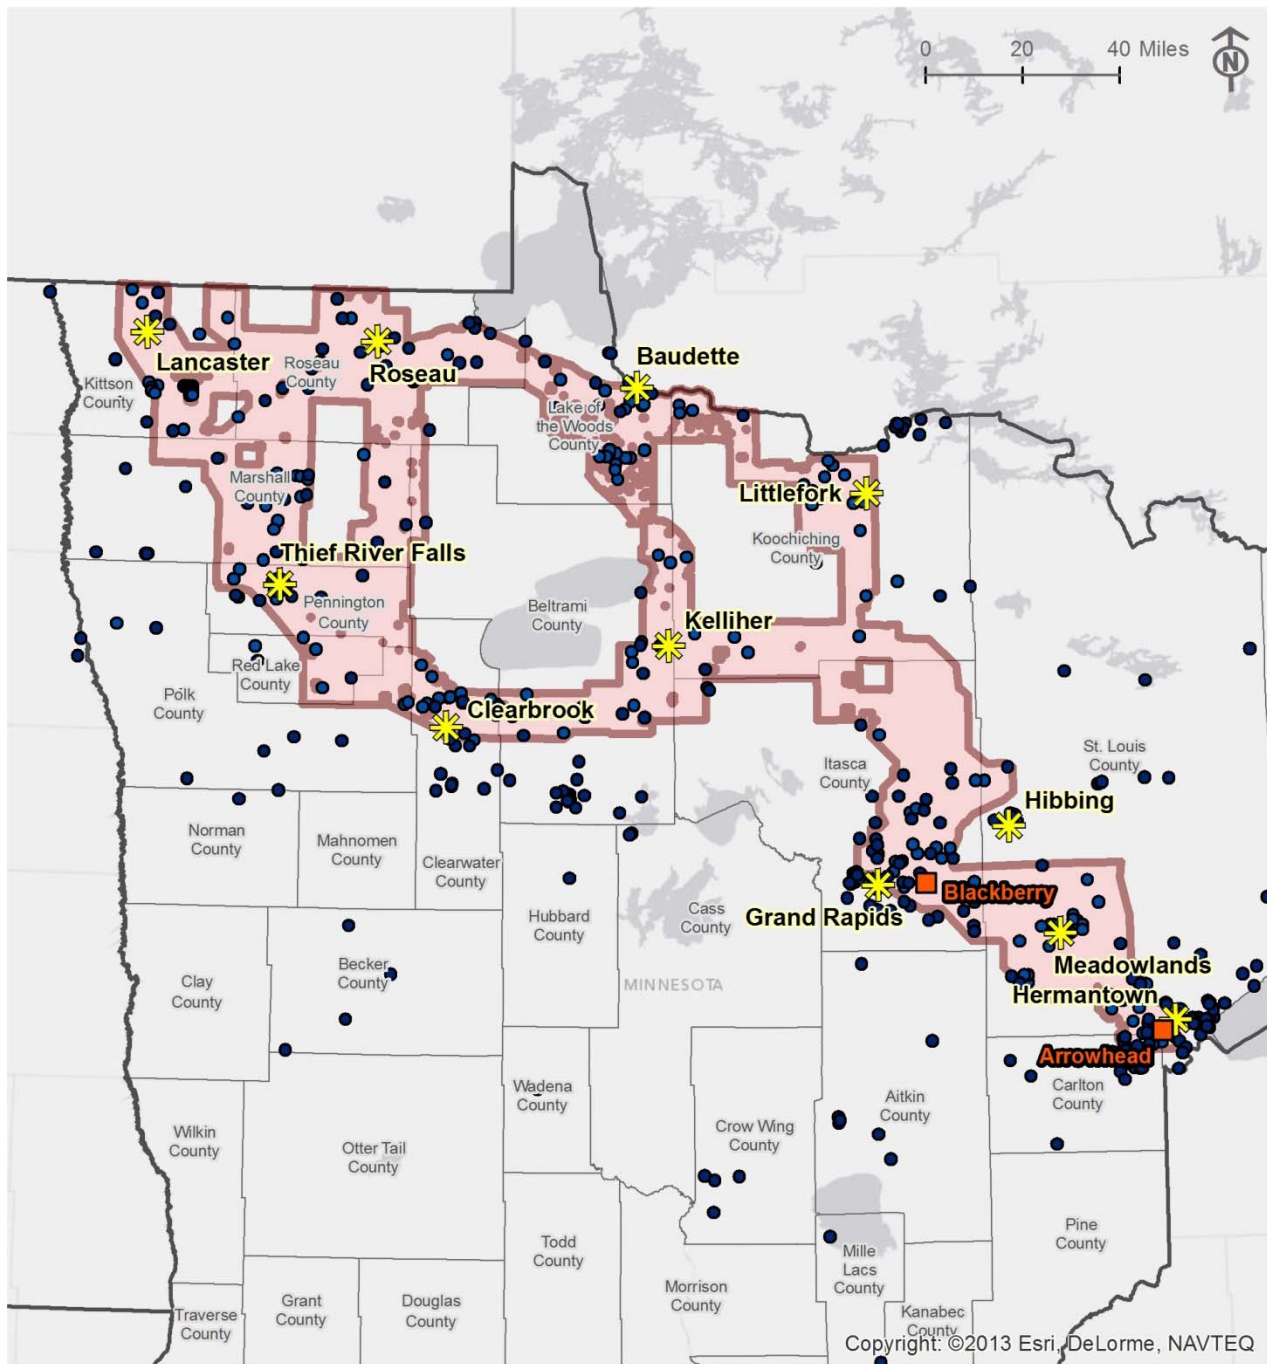 0 20 40 Miles
N
Baudette
Lancaster
Roseau
County
Roseau
Kittson
County
Lake of
the Woods
County
Marshall
County
Littlefork
Koochiching
County
Thief River Falls
Pennington
County
Beltrami
County
Kelliher
Red Lake
County
Polk
County
Clearbrook
St. Louis
County
Itasca
County
Hibbing
Norman
County
Mahnomen
County
Clearwater
County
Blackberry
Grand Rapids
Hubbard
County
Cass
County
Becker
County
Clay
County
MINNESOTA
Meadowlands
Hermantown
Arrowhead
Wadena
County
Carlton
County
Aitkin
County
Wilkin
County
Otter Tail
County
Crow Wing
County
Todd
County
Pine
County
Mille
Lacs
County
Traverse
County
Grant
County
Douglas
County
Morrison
County
Kanabec
County
Copyright: ©2013 Esri, DeLorme, NAVTEQ